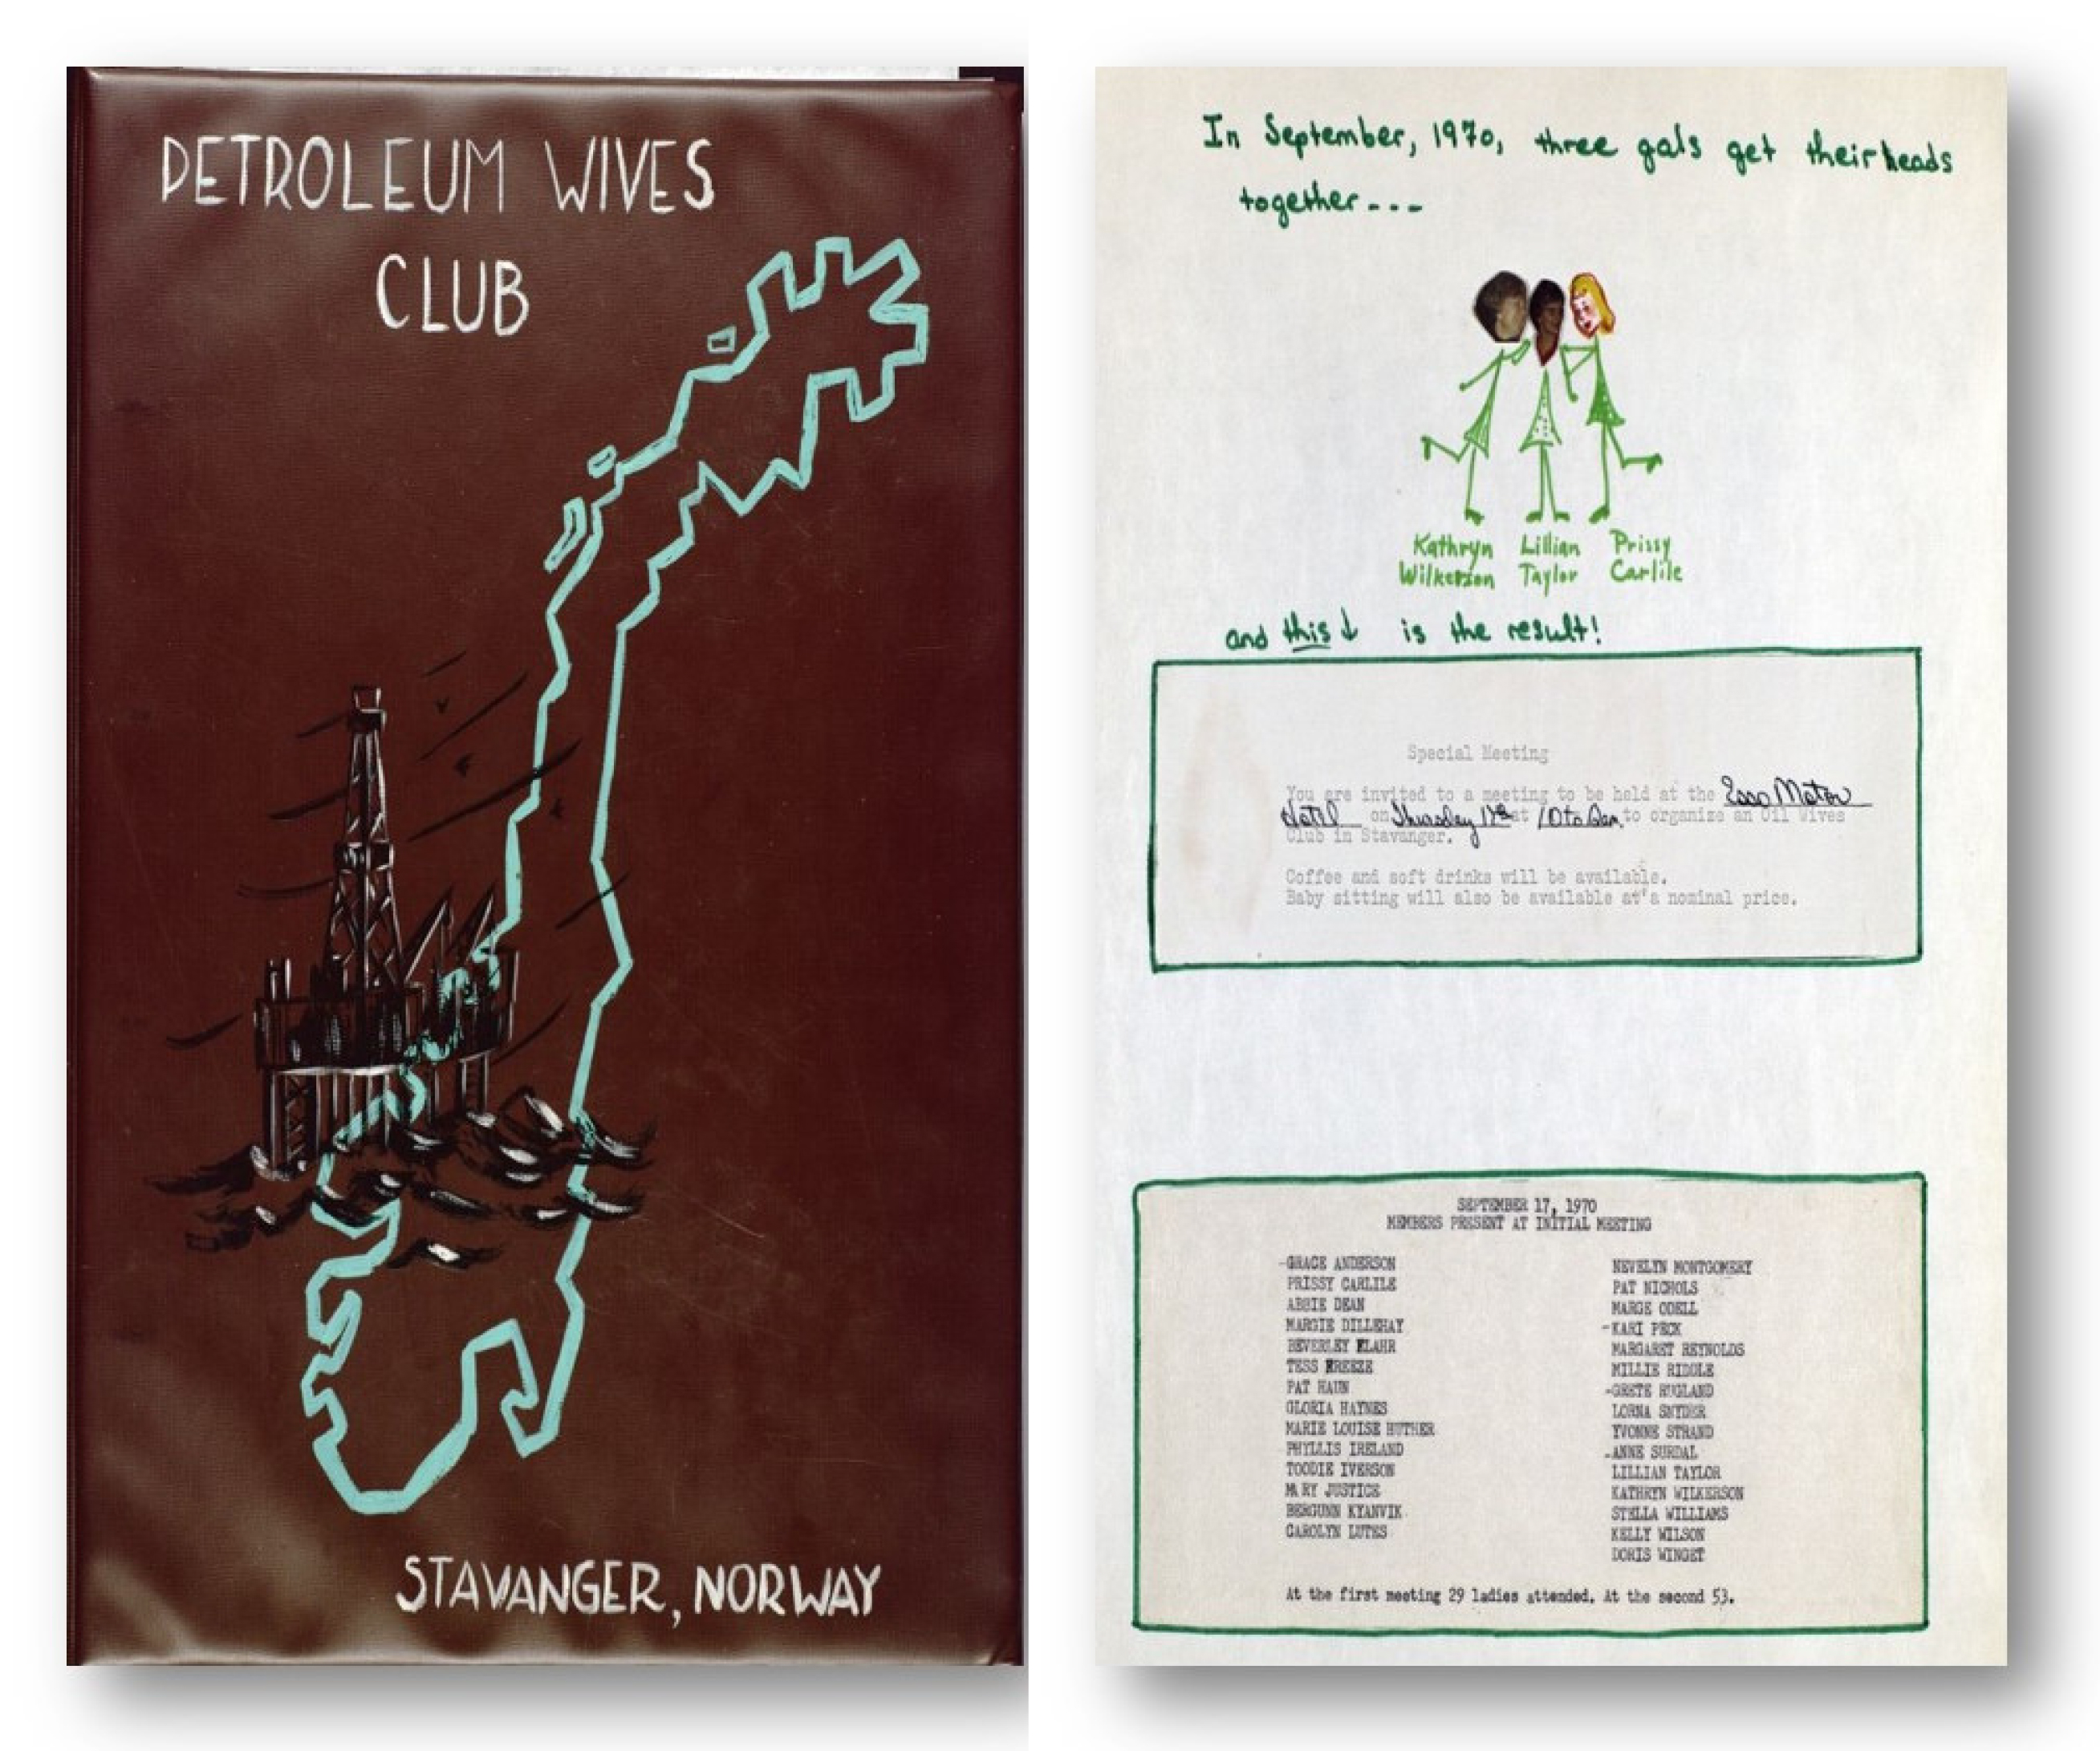 PETROLEUM WIVES
CLUB
STAVANGER, NORWAY
In September, 1970, three gals get their heads
together---
Kathryn Lillian Prissy
Wilkerson Taylor Carlile
and this ↓ is the result!
Special Meeting
You are invited to a meeting to be held at the Esso Motor
Hotel on Thursday 17th at 10 to to organize an Oil Wives
Club in Stavanger.
Coffee and soft drinks will be available.
Baby sitting will also be available at a nominal price.
SEPTEMBER 17, 1970
MEMBERS PRESENT AT INITIAL MEETING
-GRACE ANDERSON
PRISSY CARLILE
ABBIE DEAN
MARGIE DILLEHAY
BEVERLEY FLAHR
TESS FREEZE
PAT HAUN
GLORIA HAYNES
MARIE LOUISE HUTHER
PHYLLIS IRELAND
TOODIE IVERSON
MARY JUSTICE
BERGUNN KYANVIK
CAROLYN LUTES
NEVELYN MONTGOMERY
PAT NICHOLS
MARGE ODELL
-KARI PECK
MARGARET REYNOLDS
MILLIE RIDDLE
-GRETE RUGLAND
LORNA SNYDER
YVONNE STRAND
-ANNE SURDAL
LILLIAN TAYLOR
KATHRYN WILKERSON
STELLA WILLIAMS
KELLY WILSON
DORIS WINGET
At the first meeting 29 ladies attended. At the second 53.